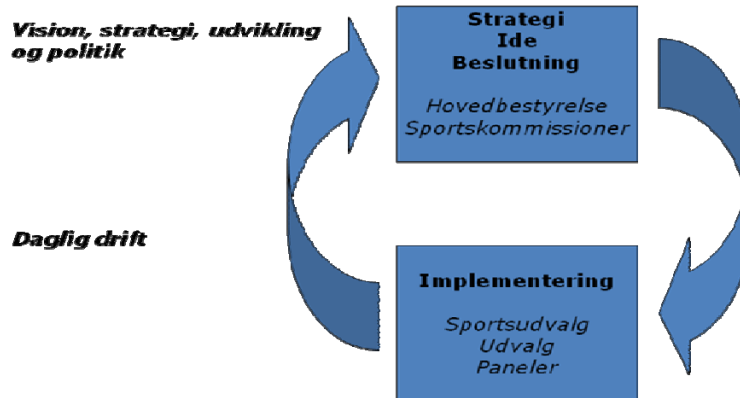 Vision, strategi, udvikling
og politik
Strategi
Ide
Beslutning
Hovedbestyrelse
Sportskommissioner
Daglig drift
Implementering
Sportsudvalg
Udvalg
Paneler